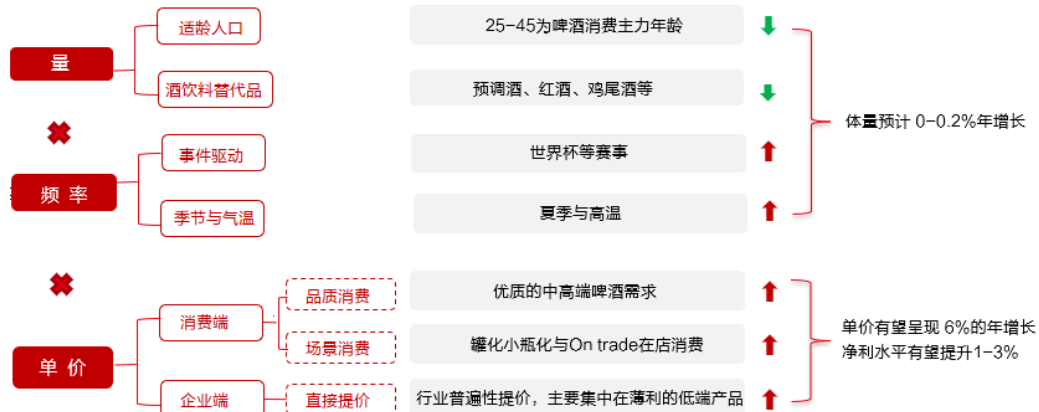 量
适龄人口
25-45为啤酒消费主力年龄
酒饮料替代品
预调酒、红酒、鸡尾酒等
体量预计 0-0.2%年增长
频 率
事件驱动
世界杯等赛事
季节与气温
夏季与高温
单 价
消费端
品质消费
优质的中高端啤酒需求
场景消费
罐化小瓶化与On trade在店消费
单价有望呈现 6%的年增长
净利水平有望提升1-3%
企业端
直接提价
行业普遍性提价，主要集中在薄利的低端产品